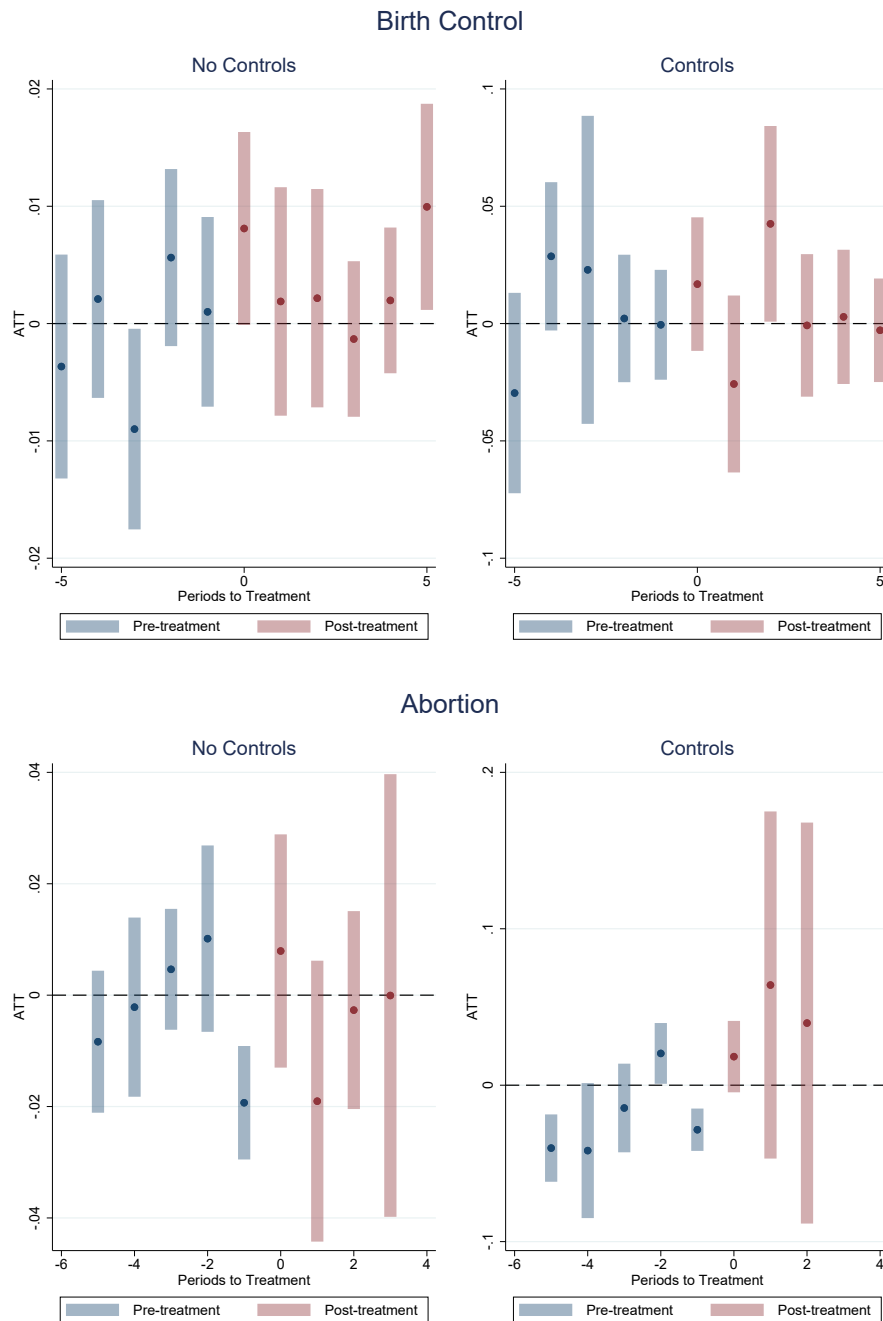 Birth Control
No Controls
Controls
ATT
.02
.01
0
-.01
-.02
-5
0
5
Periods to Treatment
Pre-treatment
Post-treatment
ATT
.1
.05
0
-.05
-.1
-5
0
5
Periods to Treatment
Pre-treatment
Post-treatment
Abortion
No Controls
Controls
ATT
.04
.02
0
-.02
-.04
-6
-4
-2
0
2
4
Periods to Treatment
Pre-treatment
Post-treatment
ATT
.2
.1
0
-.1
-6
-4
-2
0
2
4
Periods to Treatment
Pre-treatment
Post-treatment